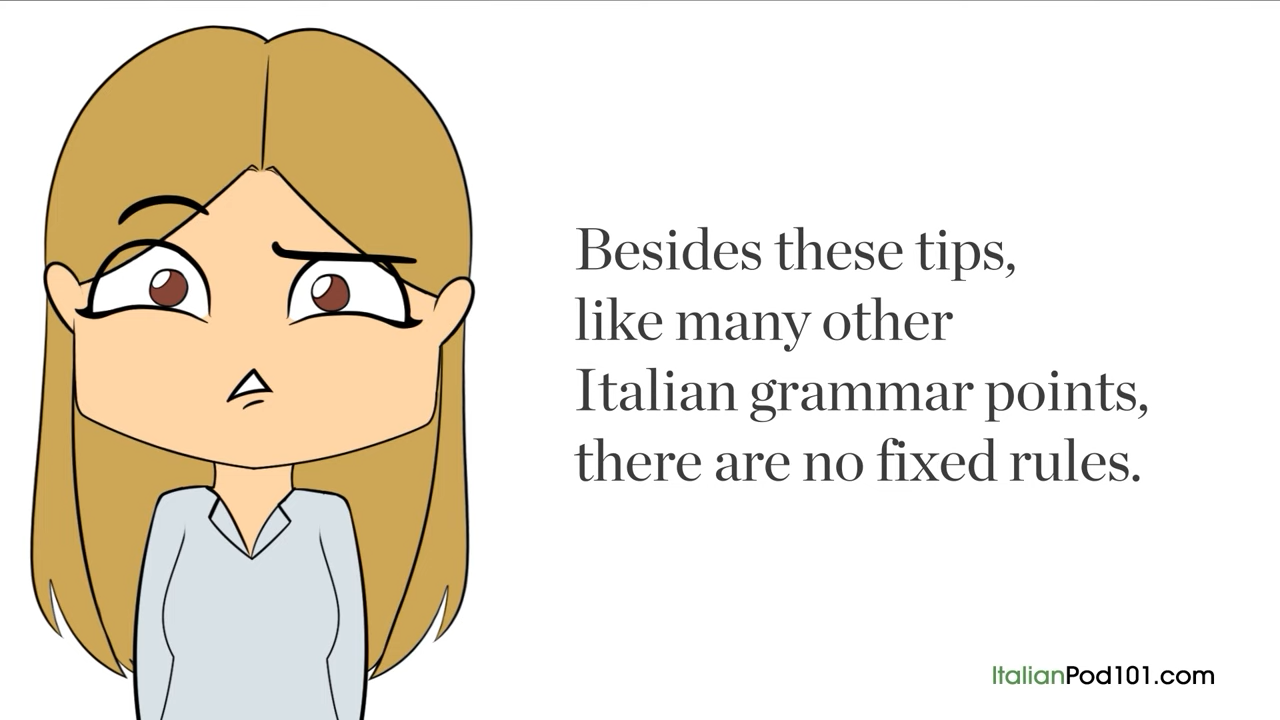 Besides these tips,
like many other
Italian grammar points,
there are no fixed rules.
ItalianPod101.com